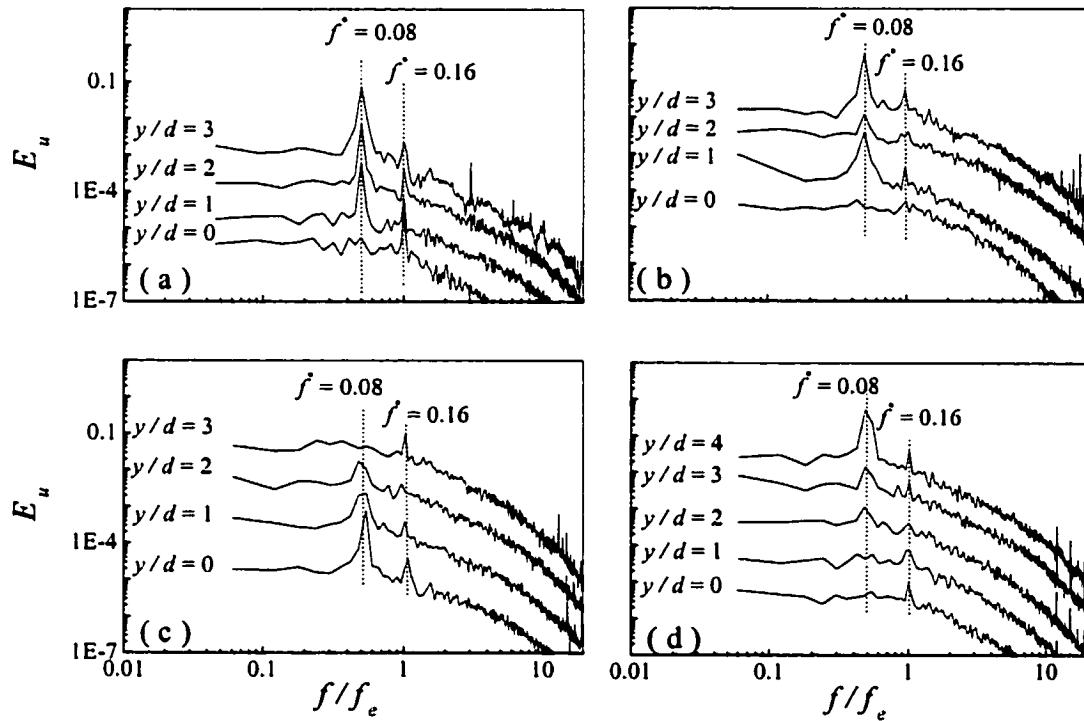 f* = 0.08
f* = 0.16
0.1
1E-4
1E-7
E_u
y/d = 3
y/d = 2
y/d = 1
y/d = 0
(a)
f* = 0.08
f* = 0.16
y/d = 3
y/d = 2
y/d = 1
y/d = 0
(b)
f* = 0.08
f* = 0.16
0.1
1E-4
1E-7
E_u
y/d = 3
y/d = 2
y/d = 1
y/d = 0
(c)
0.01 0.1 1 10
f/f_e
f* = 0.08
f* = 0.16
y/d = 4
y/d = 3
y/d = 2
y/d = 1
y/d = 0
(d)
0.01 0.1 1 10
f/f_e